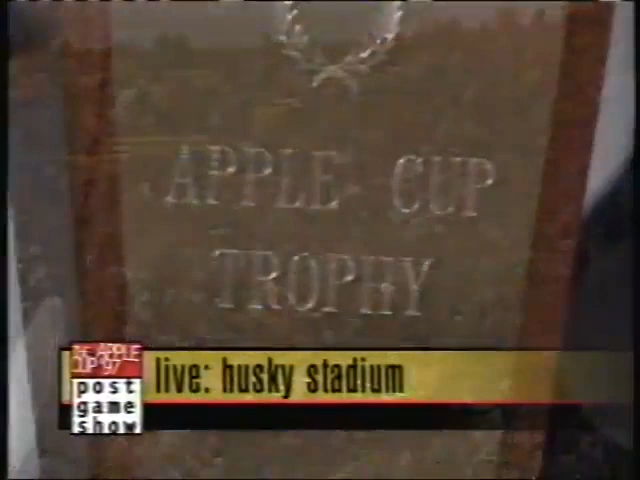 APPLE CUP
TROPHY
APPLE
CUP '97
post
game
show
live: husky stadium